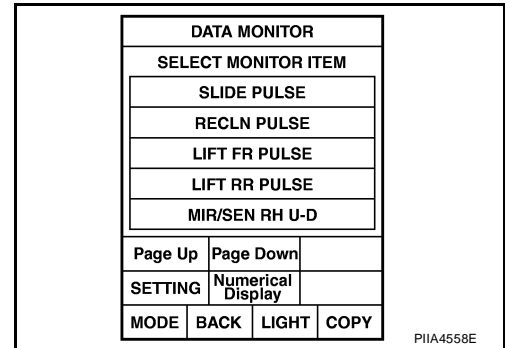 DATA MONITOR
SELECT MONITOR ITEM
SLIDE PULSE
RECLN PULSE
LIFT FR PULSE
LIFT RR PULSE
MIR/SEN RH U-D
Page Up Page Down
SETTING Numerical Display
MODE BACK LIGHT COPY
PIIA4558E